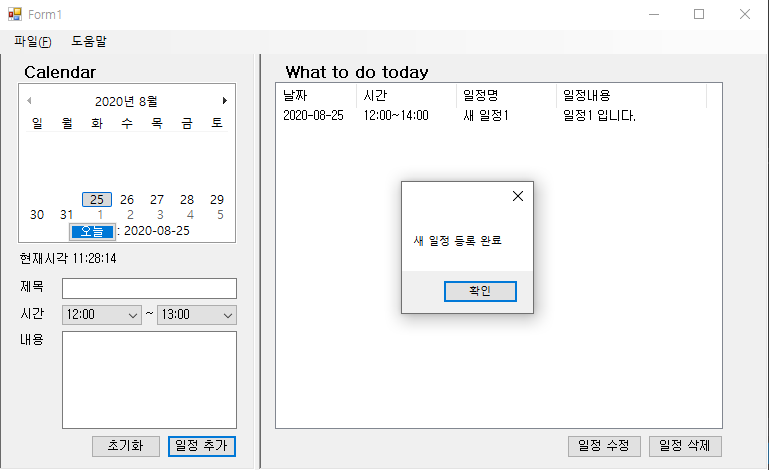 Form1
파일(F) 도움말
Calendar
2020년 8월
일 월 화 수 목 금 토
25 26 27 28 29
30 31 1 2 3 4 5
오늘 : 2020-08-25
현재시각 11:28:14
제목
시간 12:00 ~ 13:00
내용
초기화 일정 추가
What to do today
날짜 시간 일정명 일정내용
2020-08-25 12:00~14:00 새 일정1 일정1 입니다.
새 일정 등록 완료
확인
일정 수정 일정 삭제